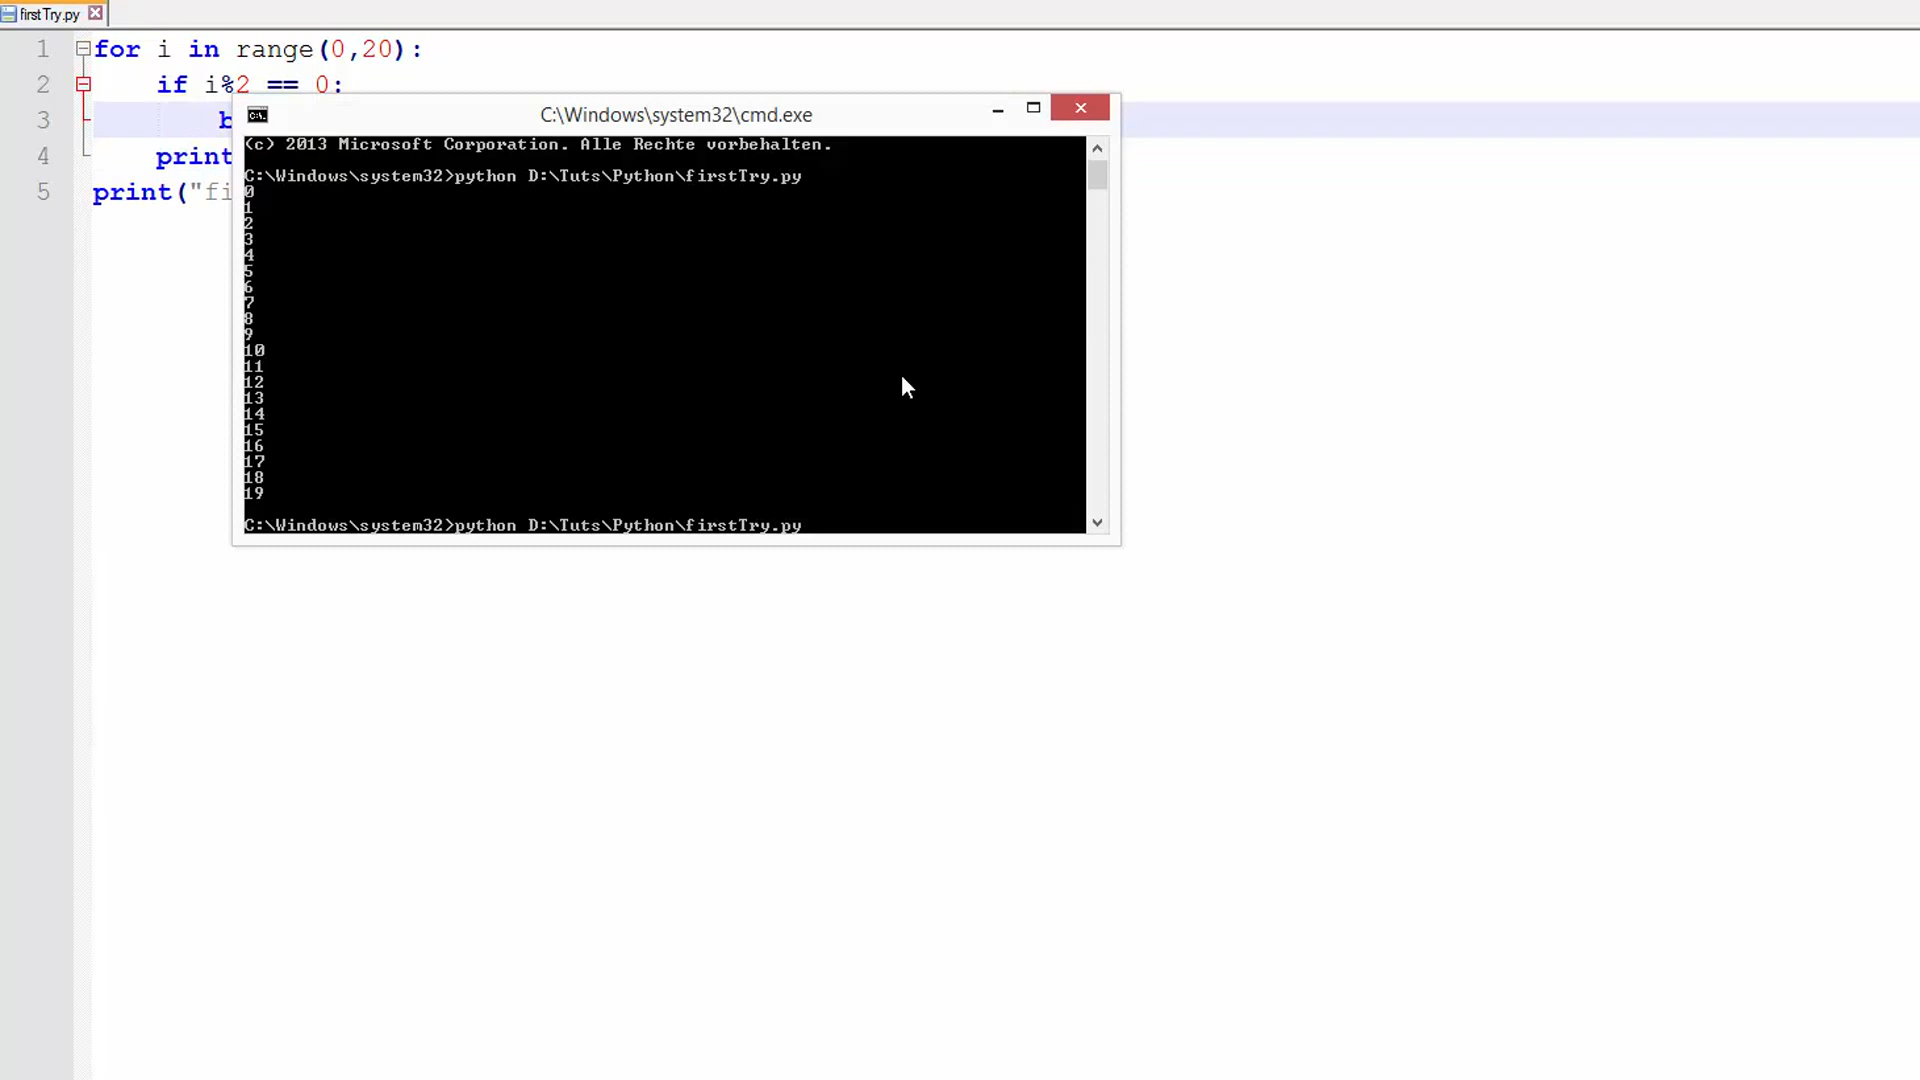 firstTry.py
1 for i in range(0,20):
2 if i%2 == 0:
3 b
4 print
5 print("fi
C:\Windows\system32\cmd.exe
(c) 2013 Microsoft Corporation. Alle Rechte vorbehalten.
C:\Windows\system32>python D:\Tuts\Python\firstTry.py
0
1
2
3
4
5
6
7
8
9
10
11
12
13
14
15
16
17
18
19
C:\Windows\system32>python D:\Tuts\Python\firstTry.py